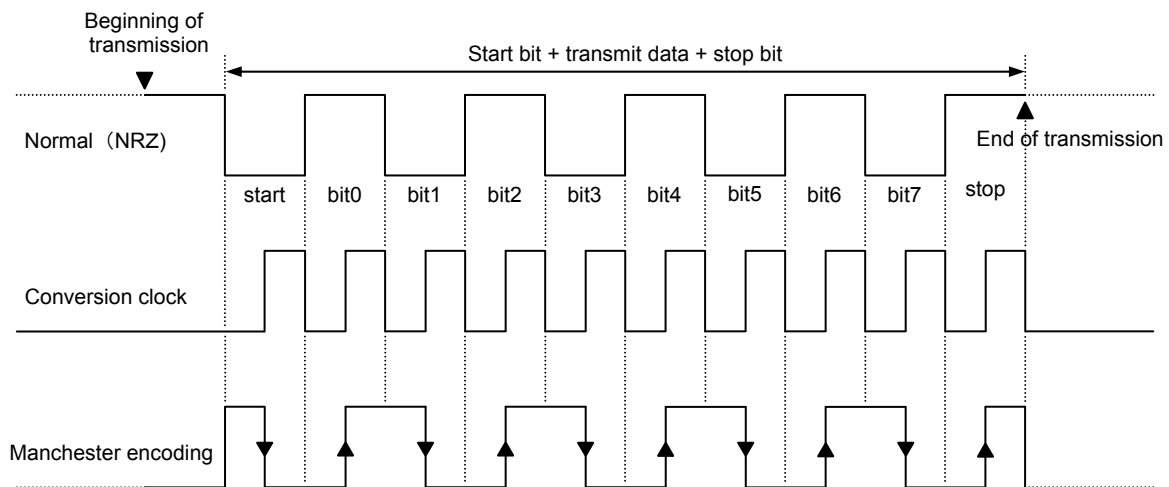 Beginning of
transmission
Start bit + transmit data + stop bit
Normal（NRZ)
End of transmission
start
bit0
bit1
bit2
bit3
bit4
bit5
bit6
bit7
stop
Conversion clock
Manchester encoding